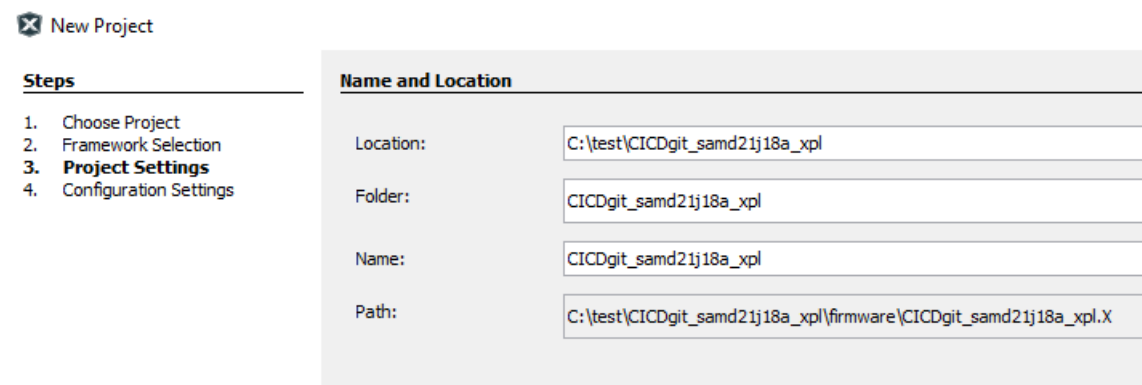 New Project
Steps
1. Choose Project
2. Framework Selection
3. Project Settings
4. Configuration Settings
Name and Location
Location: C:\test\CICDgit_samd21j18a_xpl
Folder: CICDgit_samd21j18a_xpl
Name: CICDgit_samd21j18a_xpl
Path: C:\test\CICDgit_samd21j18a_xpl\firmware\CICDgit_samd21j18a_xpl.X